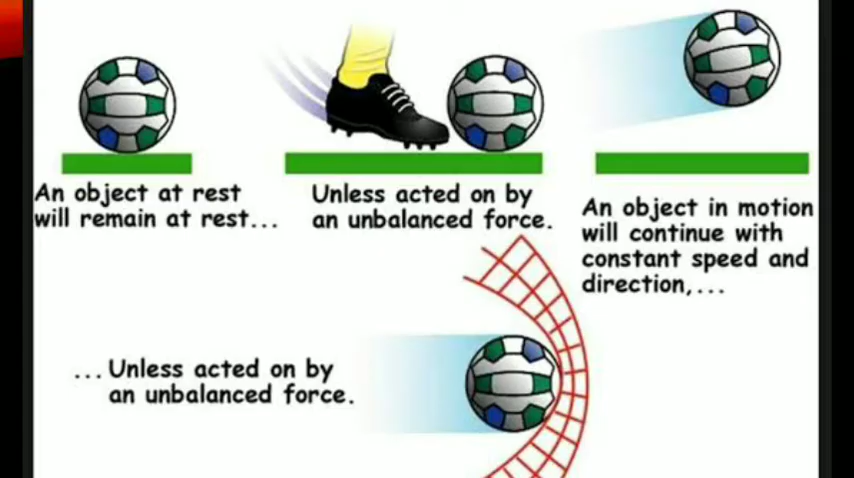 An object at rest
will remain at rest...
Unless acted on by
an unbalanced force.
An object in motion
will continue with
constant speed and
direction,...
...Unless acted on by
an unbalanced force.